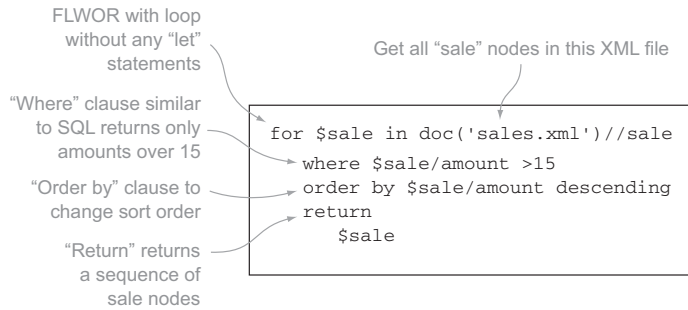 FLWOR with loop
without any “let”
statements
Get all “sale” nodes in this XML file
“Where” clause similar
to SQL returns only
amounts over 15
“Order by” clause to
change sort order
“Return” returns
a sequence of
sale nodes
for $sale in doc('sales.xml')//sale
where $sale/amount >15
order by $sale/amount descending
return
$sale